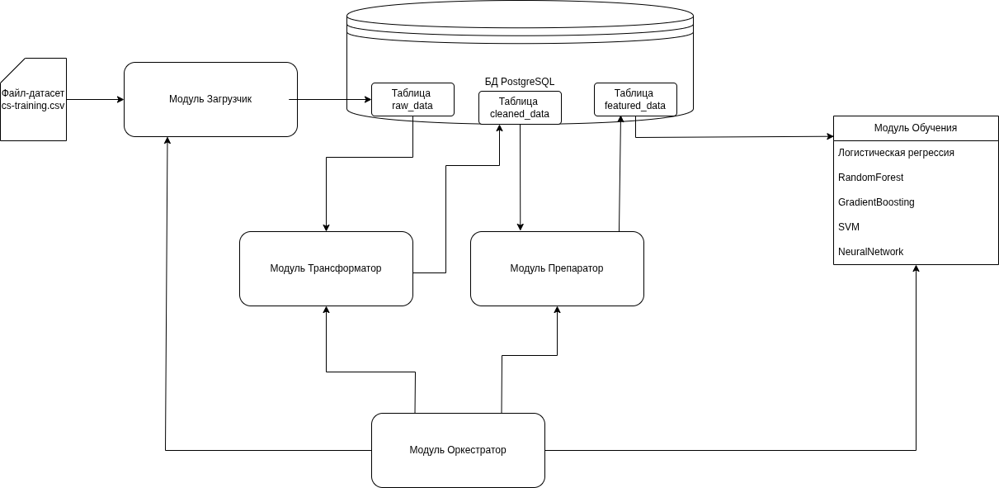 Файл-датасет
cs-training.csv
Модуль Загрузчик
БД PostgreSQL
Таблица
raw_data
Таблица
cleaned_data
Таблица
featured_data
Модуль Обучения
Логистическая регрессия
RandomForest
GradientBoosting
SVM
NeuralNetwork
Модуль Трансформатор
Модуль Препаратор
Модуль Оркестратор